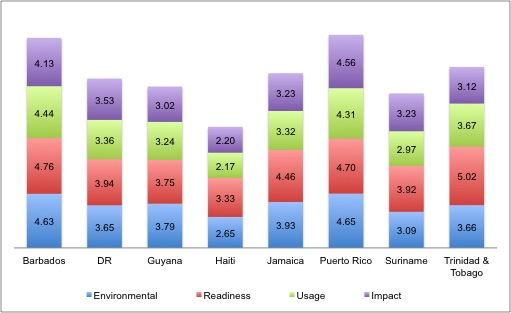 4.13 3.53 3.02 2.20 3.23 4.56 3.23 3.12
4.44 3.36 3.24 2.17 3.32 4.31 2.97 3.67
4.76 3.94 3.75 3.33 4.46 4.70 3.92 5.02
4.63 3.65 3.79 2.65 3.93 4.65 3.09 3.66
Barbados DR Guyana Haiti Jamaica Puerto Rico Suriname Trinidad &
Tobago
Environmental Readiness Usage Impact